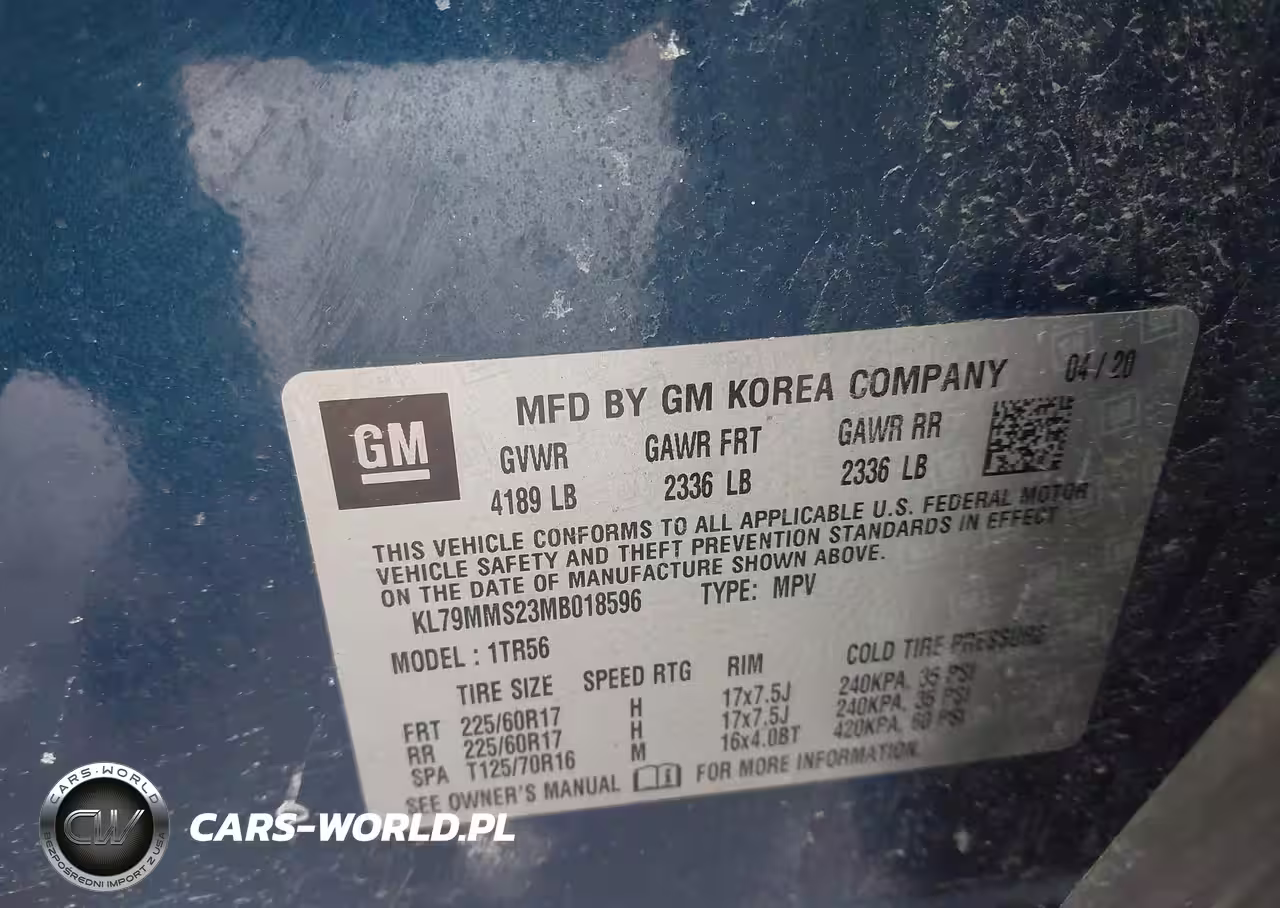 MFD BY GM KOREA COMPANY 04/20
GM
GVWR GAWR FRT GAWR RR
4189 LB 2336 LB 2336 LB
THIS VEHICLE CONFORMS TO ALL APPLICABLE U.S. FEDERAL MOTOR
VEHICLE SAFETY AND THEFT PREVENTION STANDARDS IN EFFECT
ON THE DATE OF MANUFACTURE SHOWN ABOVE.
KL79MMS23MB018596 TYPE: MPV
MODEL : 1TR56
TIRE SIZE SPEED RTG RIM COLD TIRE PRESSURE
FRT 225/60R17 H 17x7.5J 240KPA, 35 PSI
RR 225/60R17 H 17x7.5J 240KPA, 35 PSI
SPA T125/70R16 M 16x4.0BT 420KPA, 60 PSI
SEE OWNER'S MANUAL FOR MORE INFORMATION.
CARS-WORLD
CW
BEZPOŚREDNI IMPORT Z USA
CARS-WORLD.PL